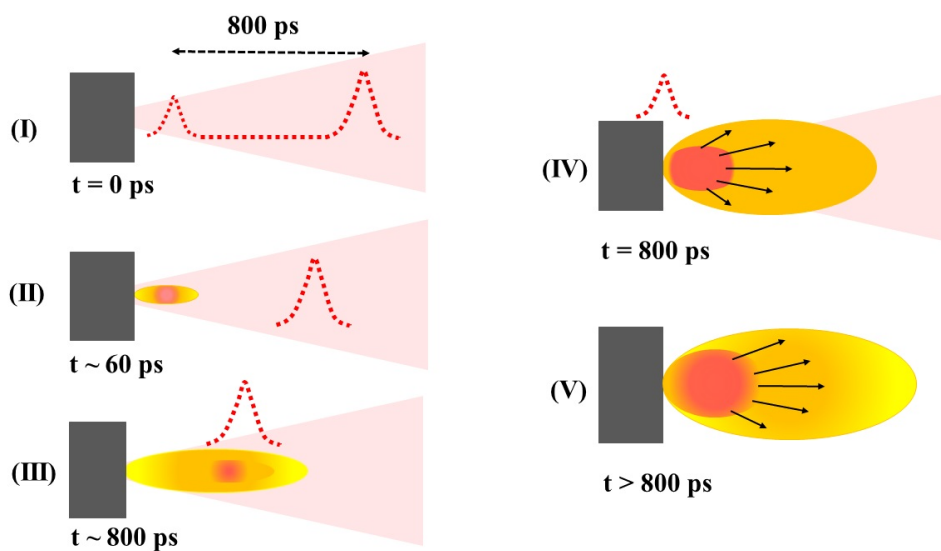 800 ps
(I)
t = 0 ps
(II)
t ~ 60 ps
(III)
t ~ 800 ps
(IV)
t = 800 ps
(V)
t > 800 ps